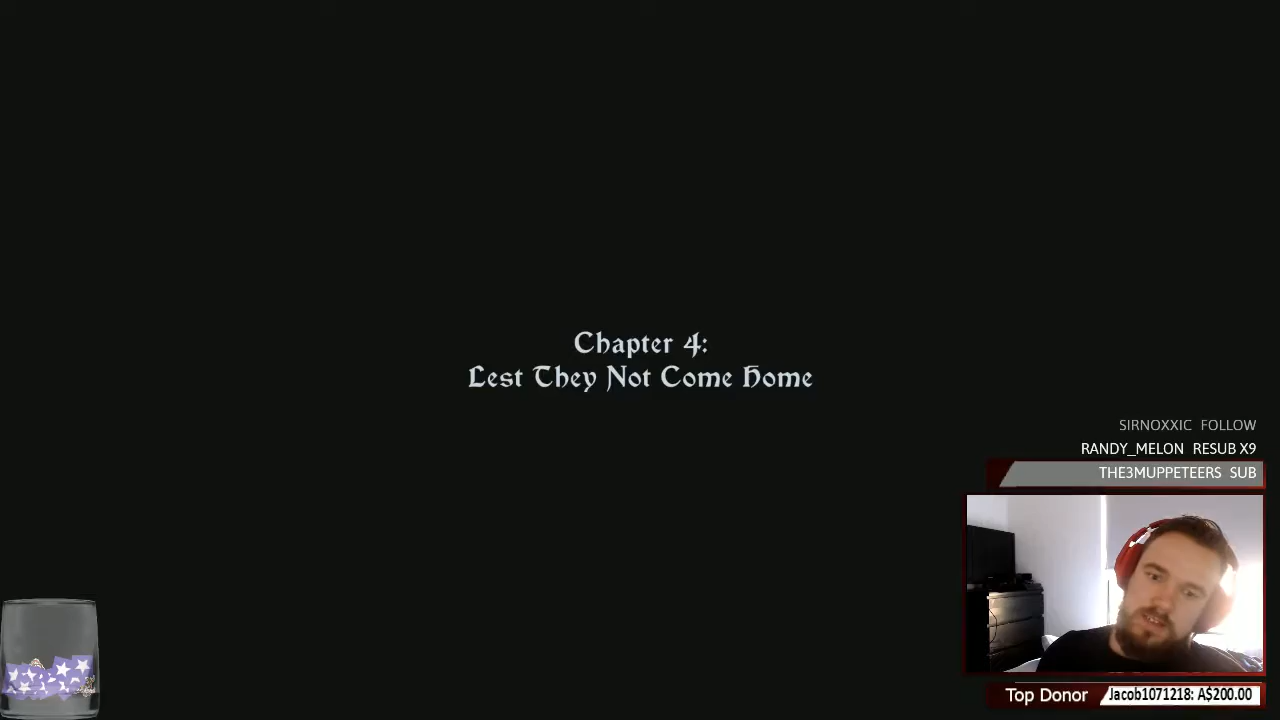 Chapter 4:
Lest They Not Come Home
SIRNOXXIC FOLLOW
RANDY_MELON RESUB X9
THE3MUPPETEERS SUB
Top Donor Jacob1071218: A$200.00